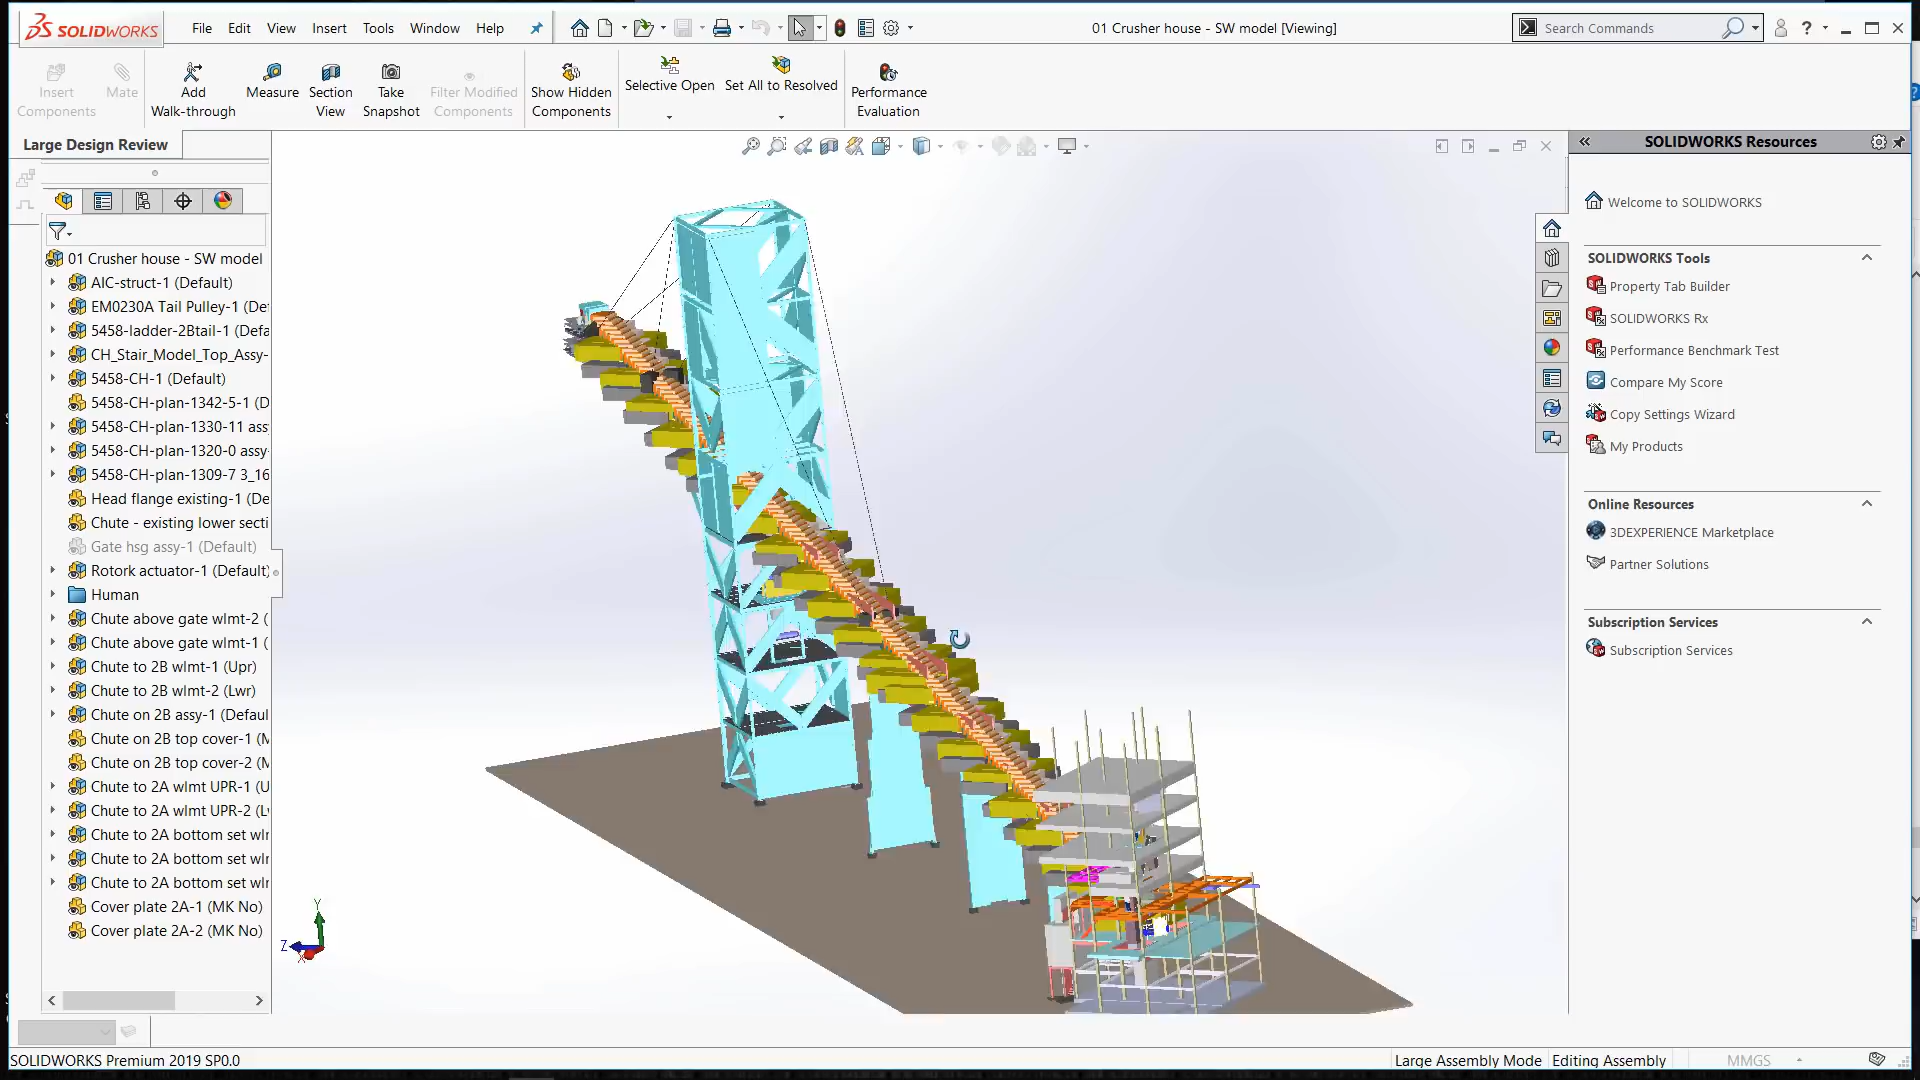 SOLIDWORKS
File Edit View Insert Tools Window Help
01 Crusher house - SW model [Viewing]
Search Commands
Insert Components
Mate
Add Walk-through
Measure
Section View
Take Snapshot
Filter Modified Components
Show Hidden Components
Selective Open
Set All to Resolved
Performance Evaluation
Large Design Review
01 Crusher house - SW model
AIC-struct-1 (Default)
EM0230A Tail Pulley-1 (De
5458-ladder-2Btail-1 (Defa
CH_Stair_Model_Top_Assy-
5458-CH-1 (Default)
5458-CH-plan-1342-5-1 (D
5458-CH-plan-1330-11 ass
5458-CH-plan-1320-0 assy-
5458-CH-plan-1309-7 3_16
Head flange existing-1 (De
Chute - existing lower secti
Gate hsg assy-1 (Default)
Rotork actuator-1 (Default)
Human
Chute above gate wlmt-2 (
Chute above gate wlmt-1 (
Chute to 2B wlmt-1 (Upr)
Chute to 2B wlmt-2 (Lwr)
Chute on 2B assy-1 (Defaul
Chute on 2B top cover-1 (M
Chute on 2B top cover-2 (M
Chute to 2A wlmt UPR-1 (U
Chute to 2A wlmt UPR-2 (Lv
Chute to 2A bottom set wlr
Chute to 2A bottom set wlr
Chute to 2A bottom set wlr
Cover plate 2A-1 (MK No)
Cover plate 2A-2 (MK No)
Y
Z
X
SOLIDWORKS Resources
Welcome to SOLIDWORKS
SOLIDWORKS Tools
Property Tab Builder
SOLIDWORKS Rx
Performance Benchmark Test
Compare My Score
Copy Settings Wizard
My Products
Online Resources
3DEXPERIENCE Marketplace
Partner Solutions
Subscription Services
Subscription Services
SOLIDWORKS Premium 2019 SP0.0
Large Assembly Mode
Editing Assembly
MMGS